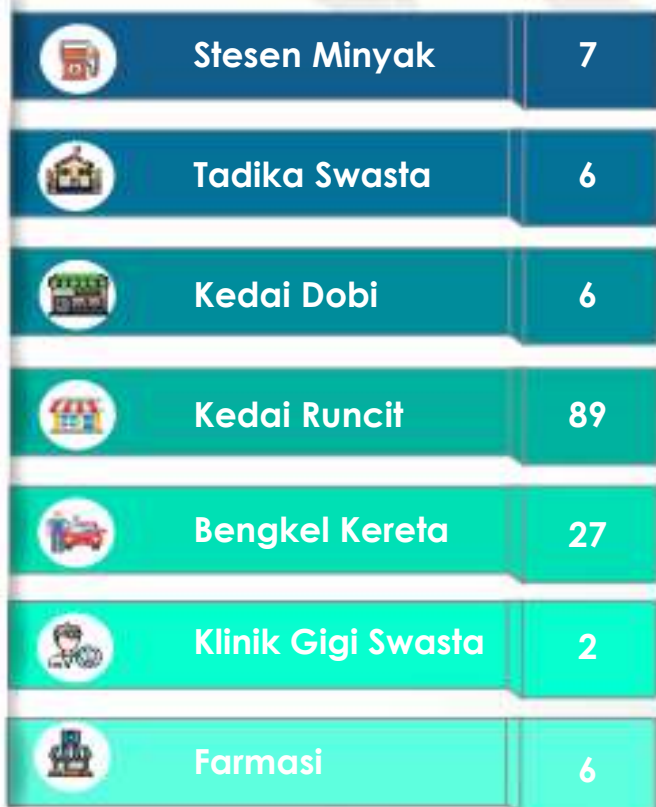 Stesen Minyak 7
Tadika Swasta 6
Kedai Dobi 6
Kedai Runcit 89
Bengkel Kereta 27
Klinik Gigi Swasta 2
Farmasi 6